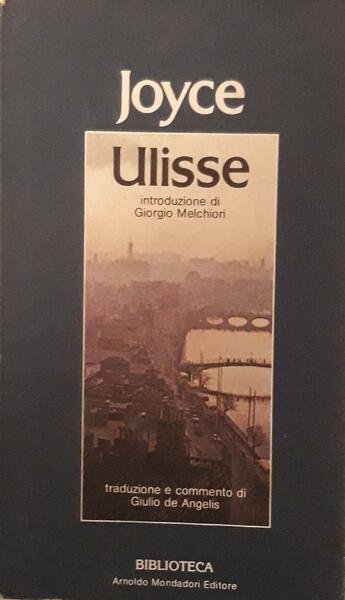 Joyce
Ulisse
introduzione di
Giorgio Melchiori
traduzione e commento di
Giulio de Angelis
BIBLIOTECA
Arnoldo Mondadori Editore